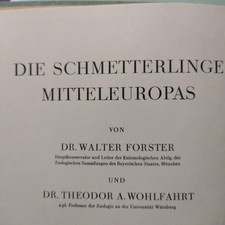 DIE SCHMETTERLINGE
MITTELEUROPAS
VON
DR. WALTER FORSTER
Hauptkonservator und Leiter der Entomologischen Abtlg. der
Zoologischen Sammlungen des Bayerischen Staates, München
UND
DR. THEODOR A. WOHLFAHRT
apl. Professor der Zoologie an der Universität Würzburg